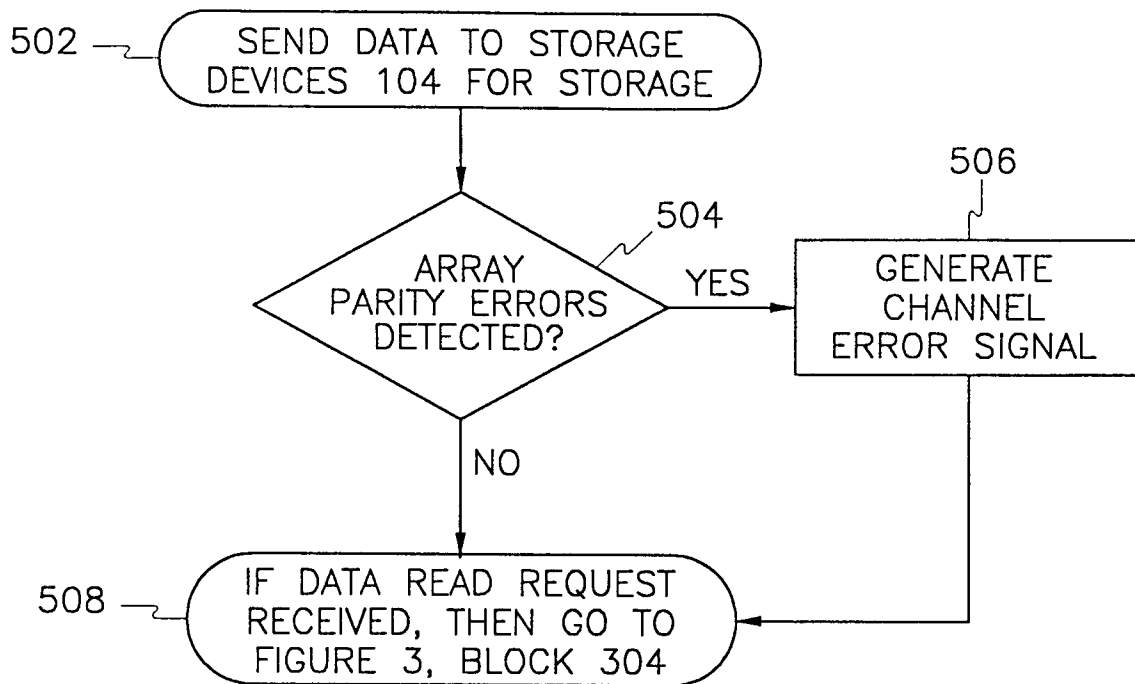 502
SEND DATA TO STORAGE
DEVICES 104 FOR STORAGE
504
ARRAY
PARITY ERRORS
DETECTED?
YES
506
GENERATE
CHANNEL
ERROR SIGNAL
NO
508
IF DATA READ REQUEST
RECEIVED, THEN GO TO
FIGURE 3, BLOCK 304